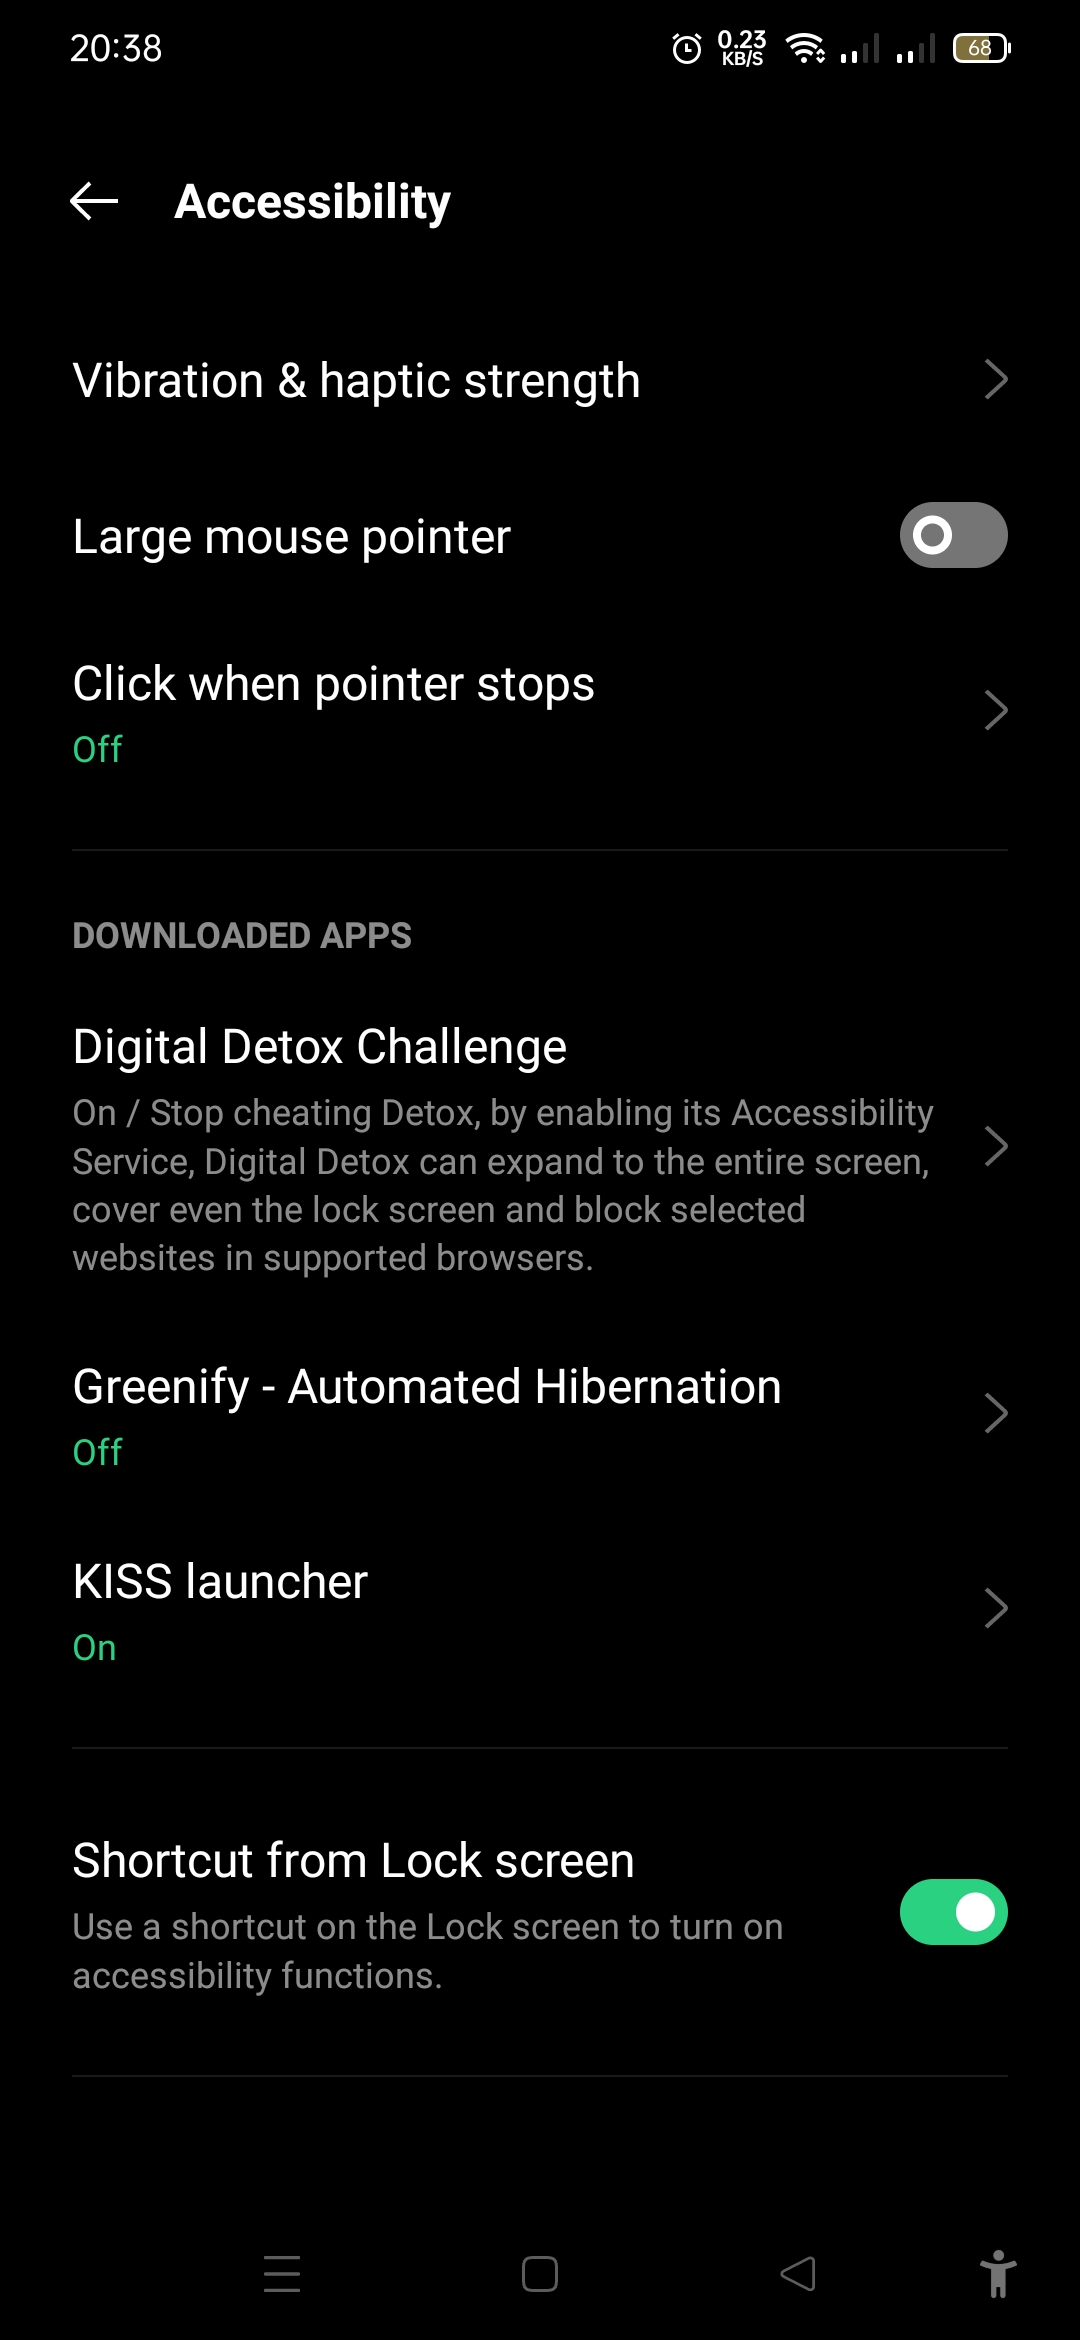 20:38
0.23
KB/S
68
Accessibility
Vibration & haptic strength
Large mouse pointer
Click when pointer stops
Off
DOWNLOADED APPS
Digital Detox Challenge
On / Stop cheating Detox, by enabling its Accessibility
Service, Digital Detox can expand to the entire screen,
cover even the lock screen and block selected
websites in supported browsers.
Greenify - Automated Hibernation
Off
KISS launcher
On
Shortcut from Lock screen
Use a shortcut on the Lock screen to turn on
accessibility functions.